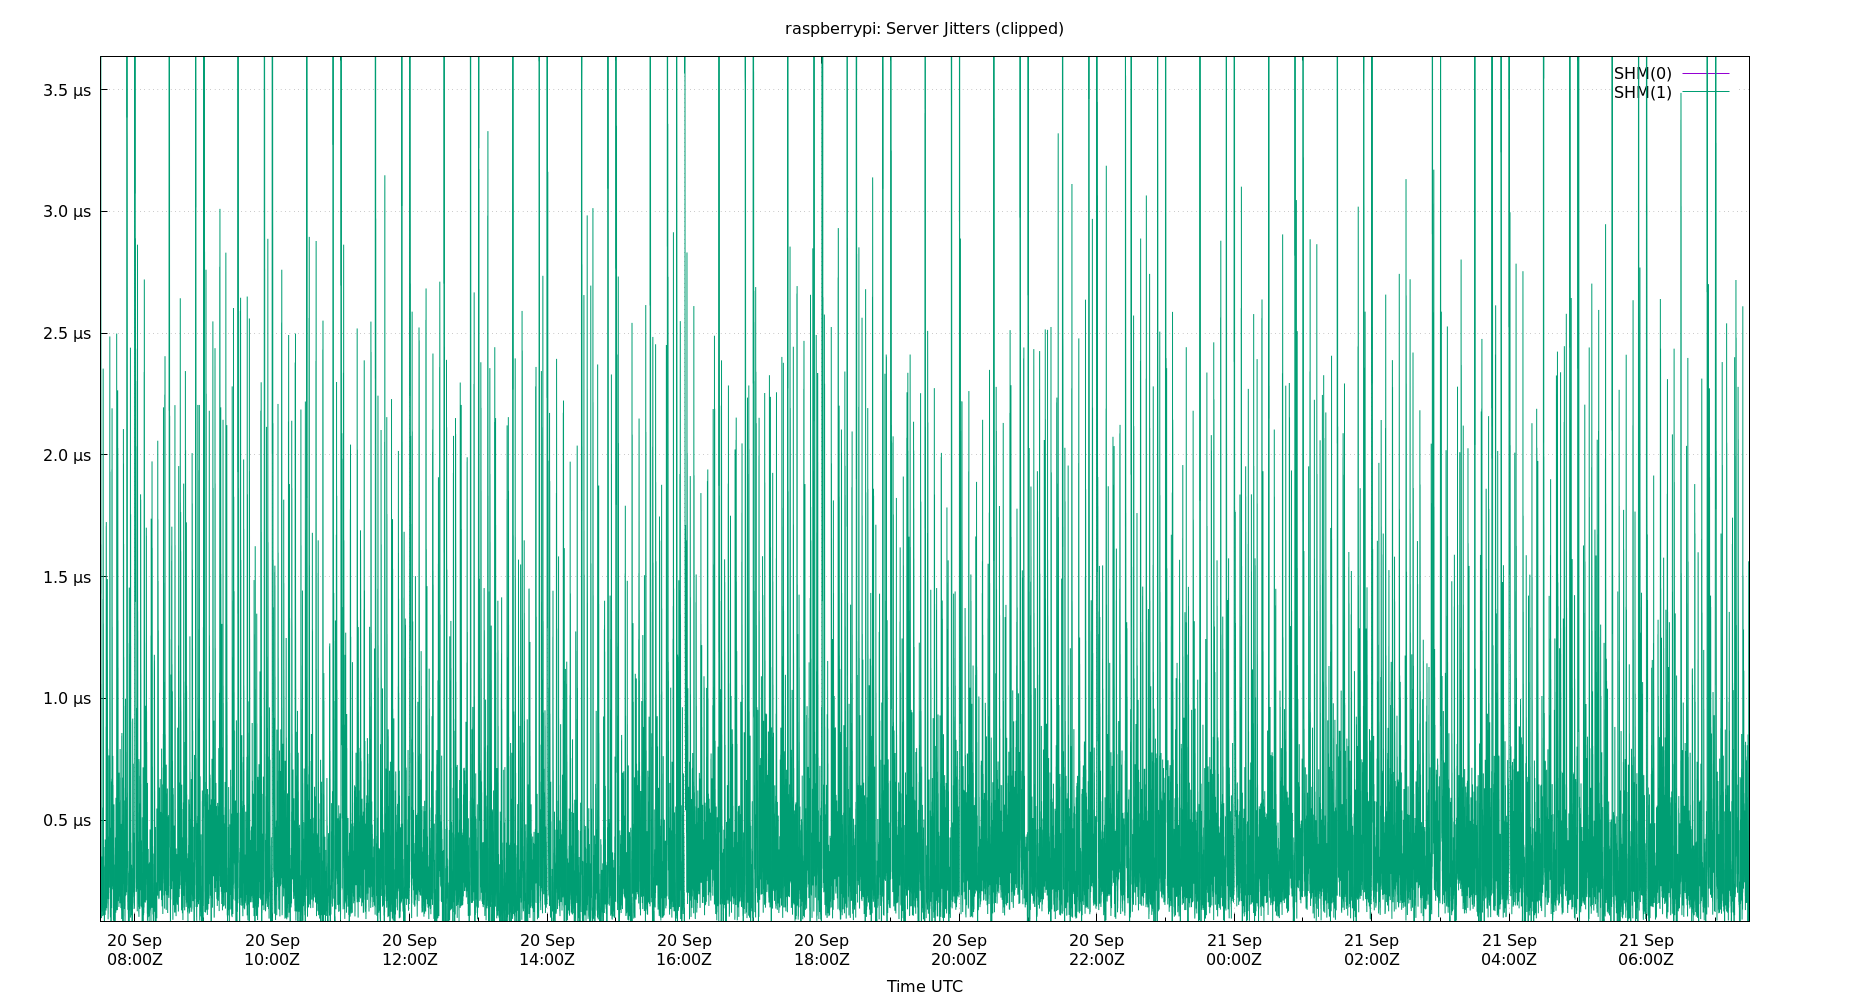 raspberrypi: Server Jitters (clipped)
SHM(0)
SHM(1)
3.5 µs
3.0 µs
2.5 µs
2.0 µs
1.5 µs
1.0 µs
0.5 µs
20 Sep 20 Sep 20 Sep 20 Sep 20 Sep 20 Sep 20 Sep 20 Sep 21 Sep 21 Sep 21 Sep 21 Sep
08:00Z 10:00Z 12:00Z 14:00Z 16:00Z 18:00Z 20:00Z 22:00Z 00:00Z 02:00Z 04:00Z 06:00Z
Time UTC